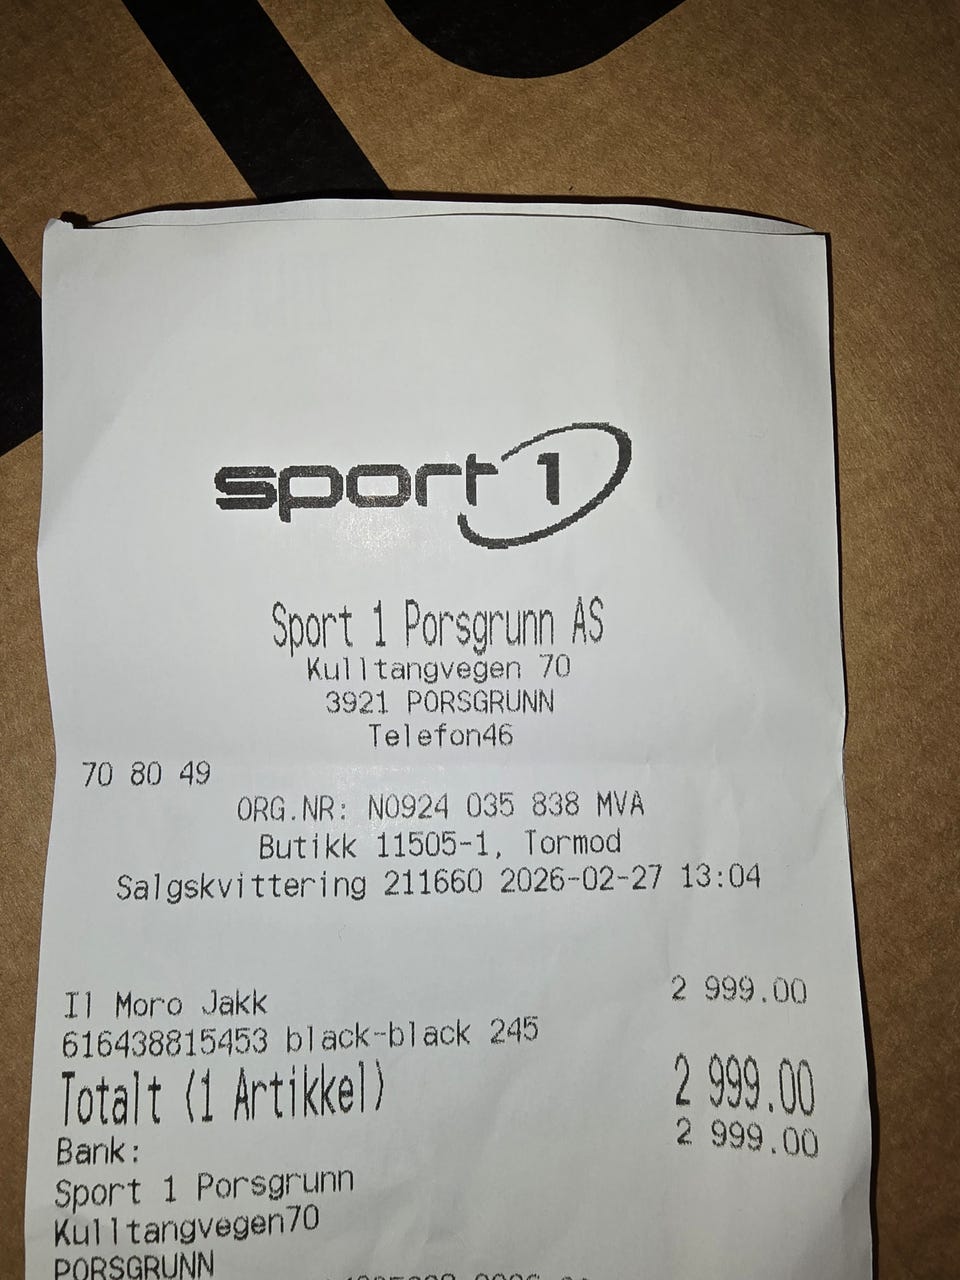 sport 1
Sport 1 Porsgrunn AS
Kulltangvegen 70
3921 PORSGRUNN
Telefon46
70 80 49
ORG.NR: NO924 035 838 MVA
Butikk 11505-1, Tormod
Salgskvittering 211660 2026-02-27 13:04
Il Moro Jakk 2 999.00
616438815453 black-black 245
Totalt (1 Artikkel) 2 999.00
Bank: 2 999.00
Sport 1 Porsgrunn
Kulltangvegen70
PORSGRUNN